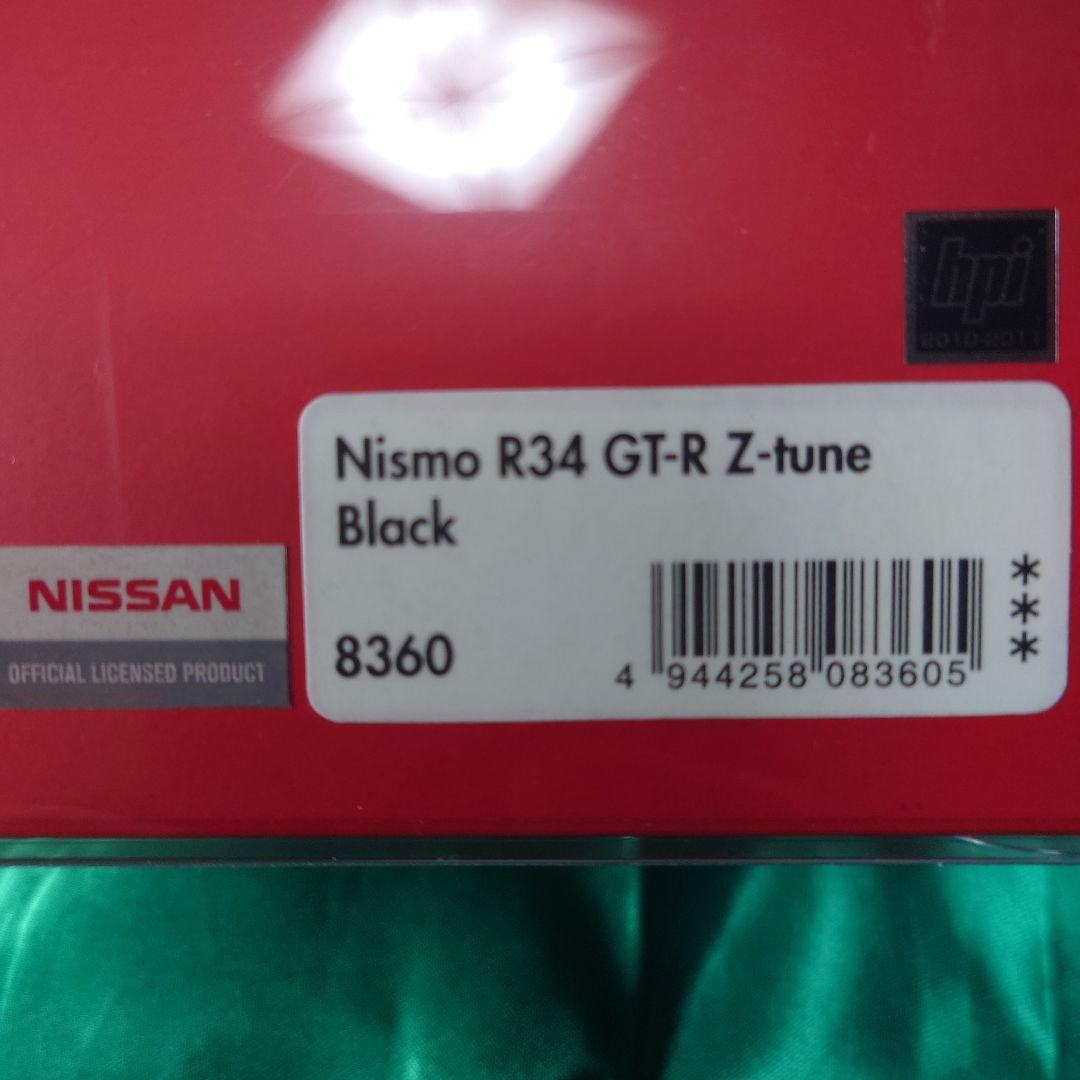 hpi
2010-2011
Nismo R34 GT-R Z-tune
Black
NISSAN
OFFICIAL LICENSED PRODUCT
8360
4 944258 083605
***